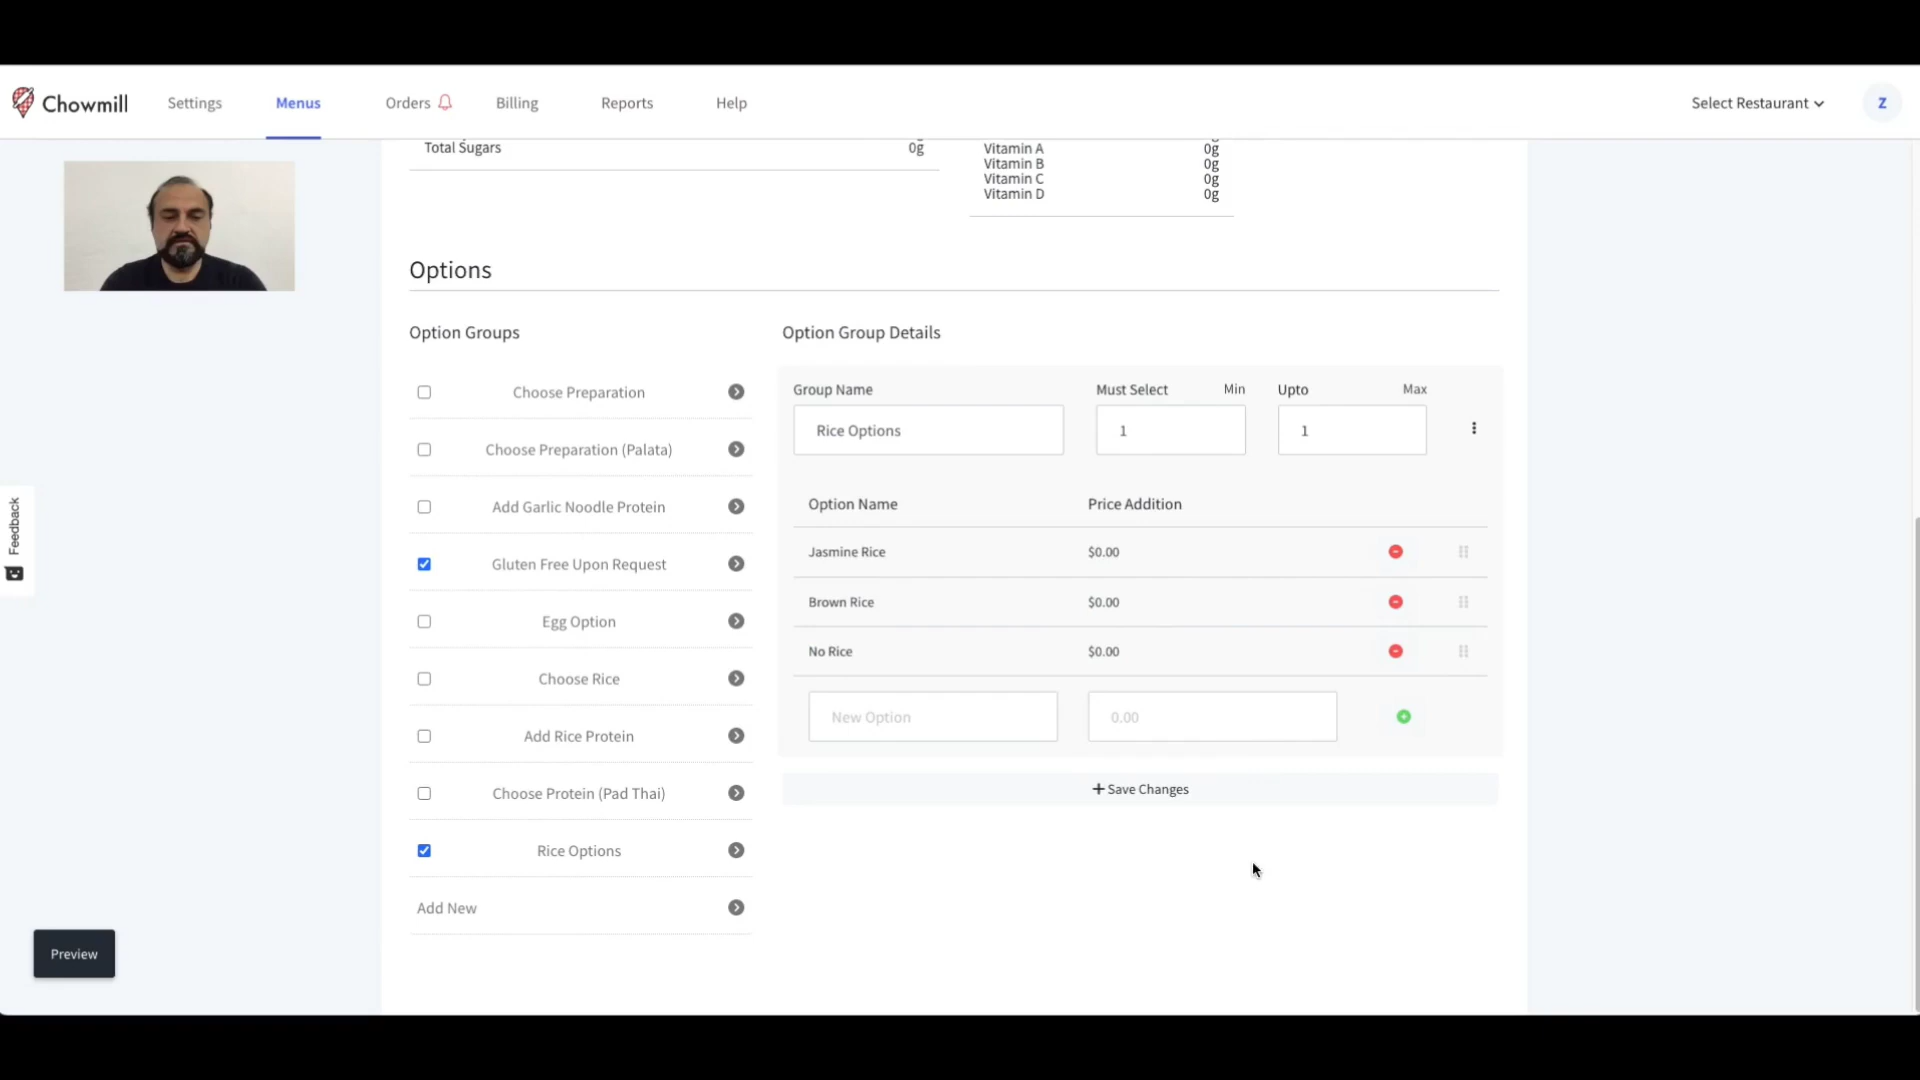 Chowmill Settings Menus Orders Billing Reports Help Select Restaurant Z
Total Sugars 0g Vitamin A 0g
Vitamin B 0g
Vitamin C 0g
Vitamin D 0g
Options
Option Groups Option Group Details
Group Name Must Select Min Upto Max
Choose Preparation
Rice Options 1 1
Choose Preparation (Palata)
Add Garlic Noodle Protein Option Name Price Addition
Feedback
Jasmine Rice $0.00
Gluten Free Upon Request
Brown Rice $0.00
Egg Option
No Rice $0.00
Choose Rice
New Option 0.00
Add Rice Protein
Choose Protein (Pad Thai) + Save Changes
Rice Options
Add New
Preview